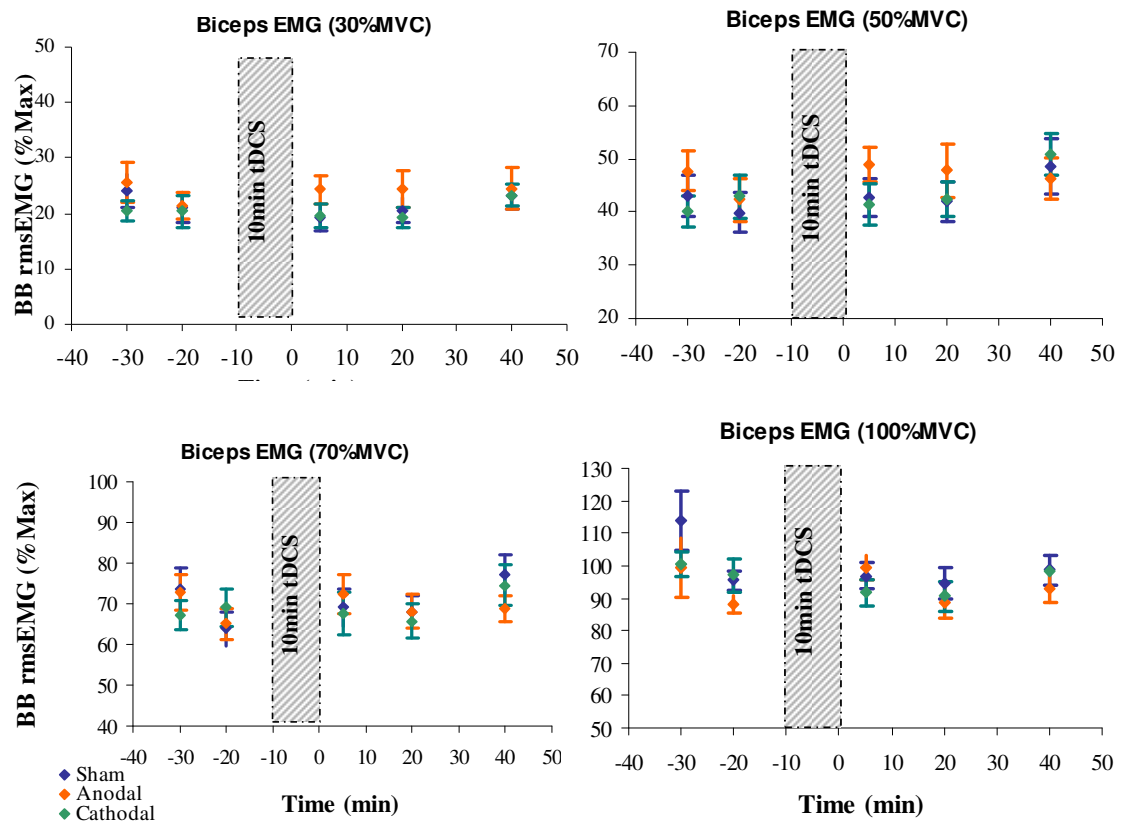 Biceps EMG (30%MVC)
BB rmsEMG (%Max)
50
40
30
20
10
0
10min tDCS
-40 -30 -20 -10 0 10 20 30 40 50
Biceps EMG (50%MVC)
70
60
50
40
30
20
10min tDCS
-40 -30 -20 -10 0 10 20 30 40 50
Biceps EMG (70%MVC)
BB rmsEMG (%Max)
100
90
80
70
60
50
40
10min tDCS
-40 -30 -20 -10 0 10 20 30 40 50
Time (min)
Sham
Anodal
Cathodal
Biceps EMG (100%MVC)
130
120
110
100
90
80
70
60
50
10min tDCS
-40 -30 -20 -10 0 10 20 30 40 50
Time (min)